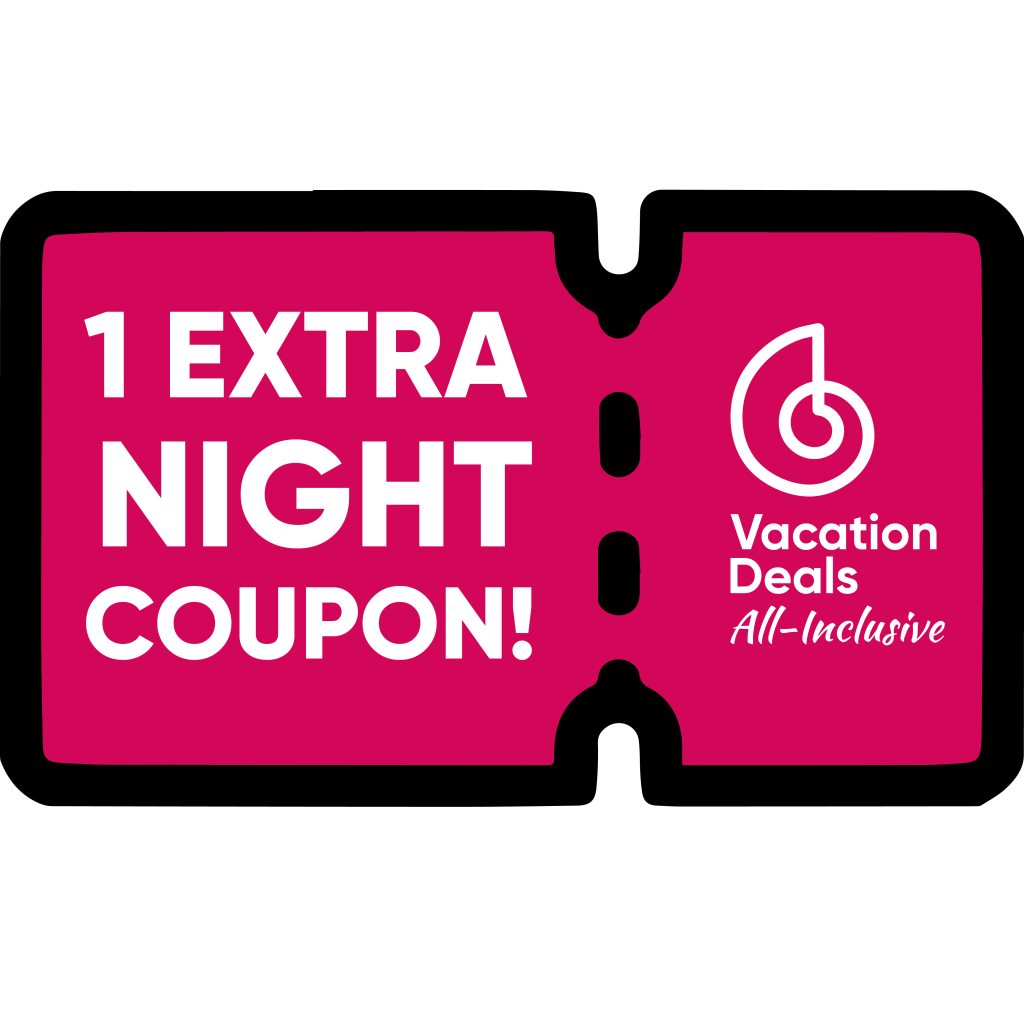 1 EXTRA
NIGHT
COUPON!
Vacation
Deals
All-Inclusive